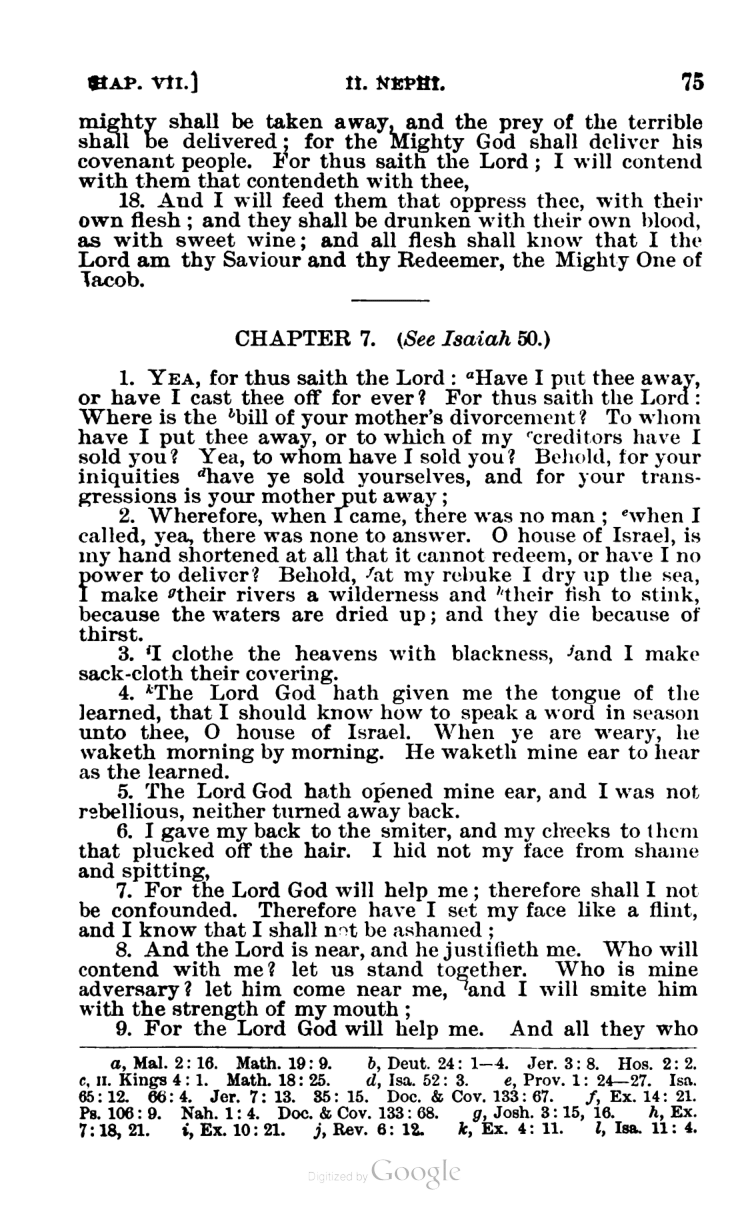 CHAP. VII.] II. NEPHI. 75
mighty shall be taken away, and the prey of the terrible
shall be delivered; for the Mighty God shall deliver his
covenant people. For thus saith the Lord; I will contend
with them that contendeth with thee,
18. And I will feed them that oppress thee, with their
own flesh; and they shall be drunken with their own blood,
as with sweet wine; and all flesh shall know that I the
Lord am thy Saviour and thy Redeemer, the Mighty One of
Jacob.
CHAPTER 7. (See Isaiah 50.)
1. YEA, for thus saith the Lord: aHave I put thee away,
or have I cast thee off for ever? For thus saith the Lord:
Where is the bbill of your mother's divorcement? To whom
have I put thee away, or to which of my ccreditors have I
sold you? Yea, to whom have I sold you? Behold, for your
iniquities dhave ye sold yourselves, and for your trans-
gressions is your mother put away;
2. Wherefore, when I came, there was no man; ewhen I
called, yea, there was none to answer. O house of Israel, is
my hand shortened at all that it cannot redeem, or have I no
power to deliver? Behold, fat my rebuke I dry up the sea,
I make gtheir rivers a wilderness and htheir fish to stink,
because the waters are dried up; and they die because of
thirst.
3. iI clothe the heavens with blackness, jand I make
sack-cloth their covering.
4. kThe Lord God hath given me the tongue of the
learned, that I should know how to speak a word in season
unto thee, O house of Israel. When ye are weary, he
waketh morning by morning. He waketh mine ear to hear
as the learned.
5. The Lord God hath opened mine ear, and I was not
rebellious, neither turned away back.
6. I gave my back to the smiter, and my cheeks to them
that plucked off the hair. I hid not my face from shame
and spitting,
7. For the Lord God will help me; therefore shall I not
be confounded. Therefore have I set my face like a flint,
and I know that I shall not be ashamed;
8. And the Lord is near, and he justifieth me. Who will
contend with me? let us stand together. Who is mine
adversary? let him come near me, land I will smite him
with the strength of my mouth;
9. For the Lord God will help me. And all they who
a, Mal. 2: 16. Math. 19: 9. b, Deut. 24: 1—4. Jer. 3: 8. Hos. 2: 2.
c, II. Kings 4: 1. Math. 18: 25. d, Isa. 52: 3. e, Prov. 1: 24—27. Isa.
65: 12. 66: 4. Jer. 7: 13. 35: 15. Doc. & Cov. 133: 67. f, Ex. 14: 21.
Ps. 106: 9. Nah. 1: 4. Doc. & Cov. 133: 68. g, Josh. 3: 15, 16. h, Ex.
7: 18, 21. i, Ex. 10: 21. j, Rev. 6: 12. k, Ex. 4: 11. l, Isa. 11: 4.
Digitized by Google